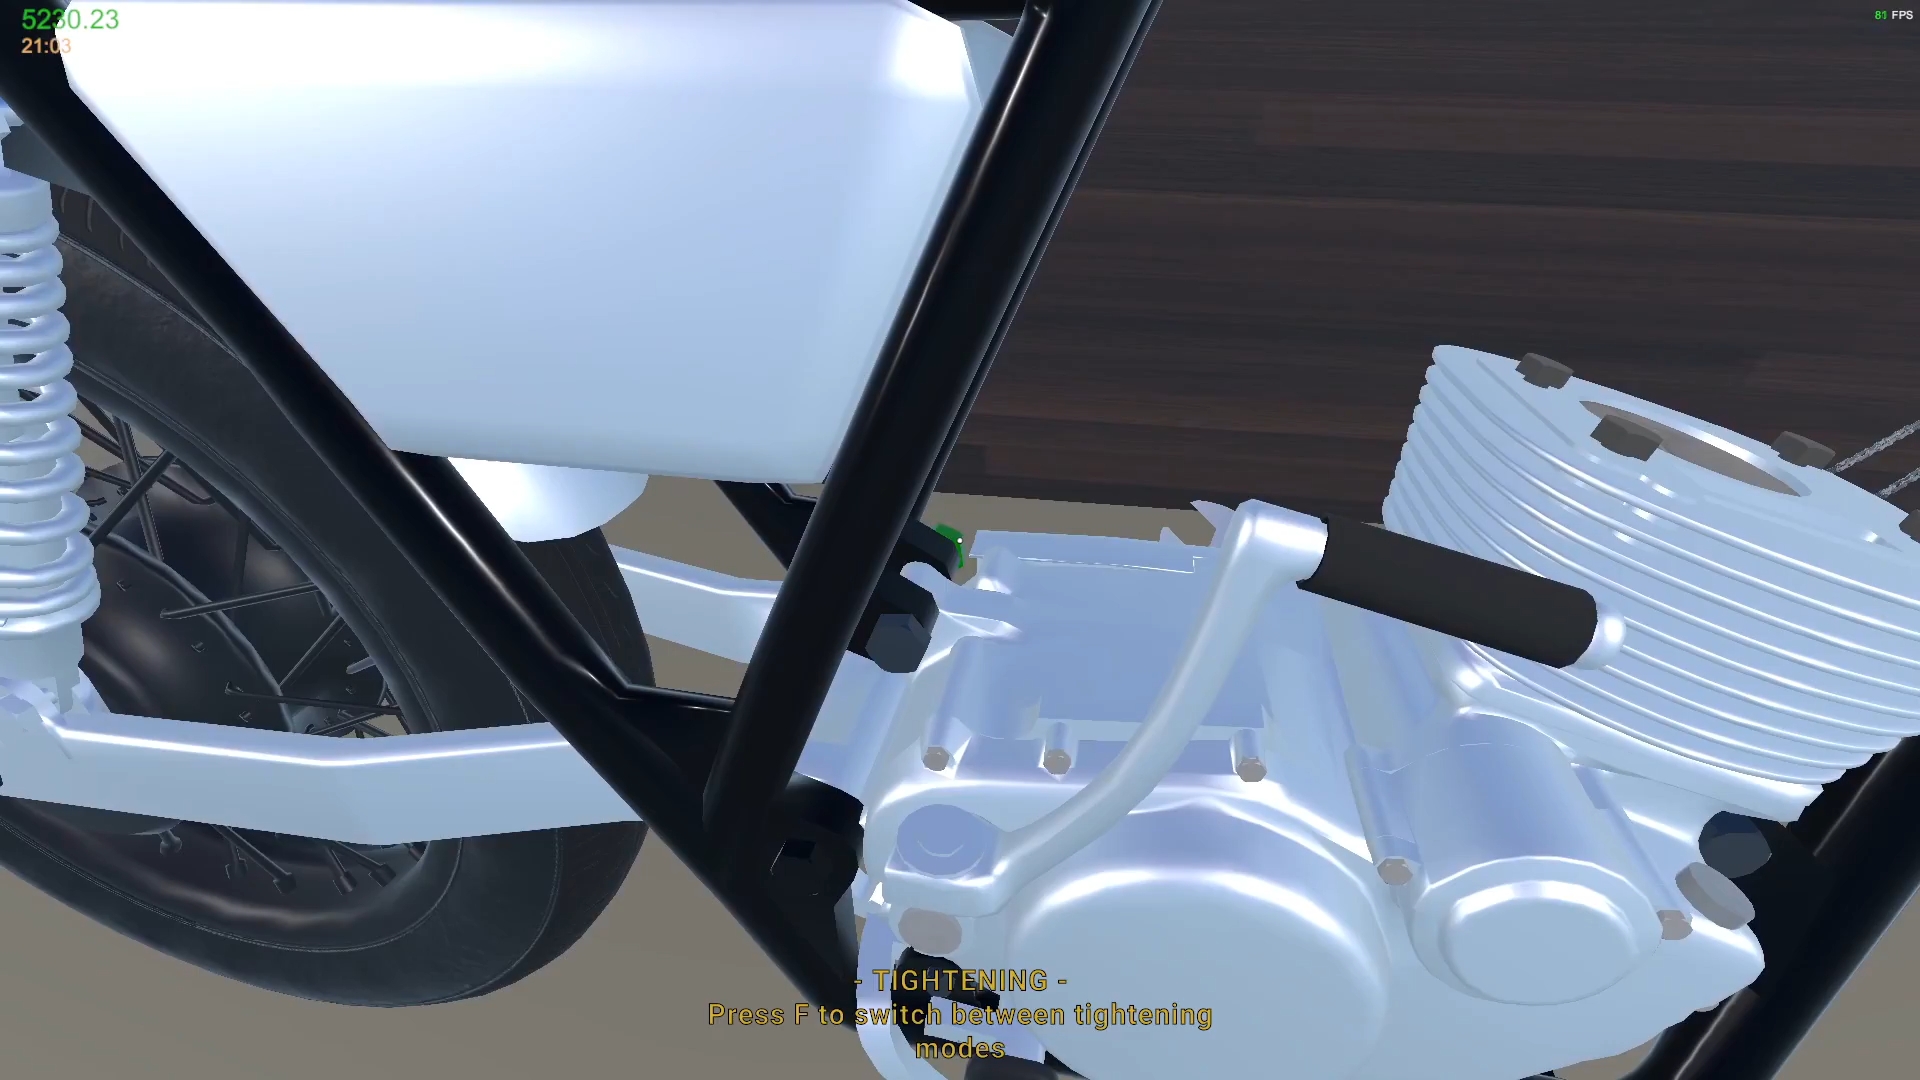 5230.23
81 FPS
21:03
- TIGHTENING -
Press F to switch between tightening
modes